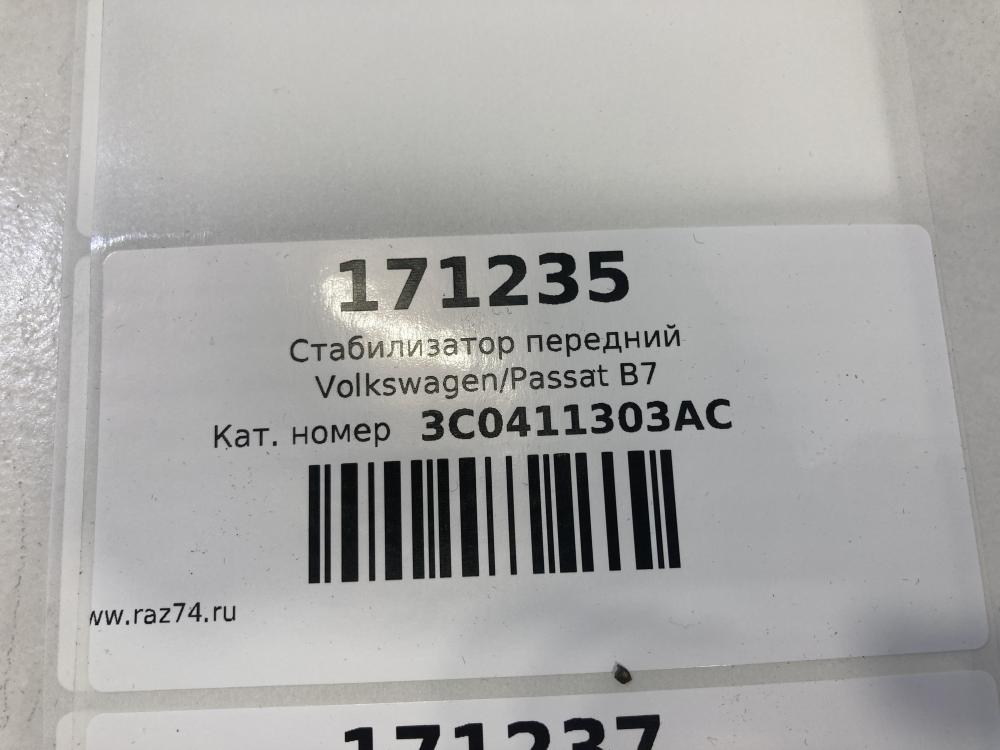 171235
Стабилизатор передний
Volkswagen/Passat B7
Кат. номер 3C0411303AC
ww.raz74.ru
171237